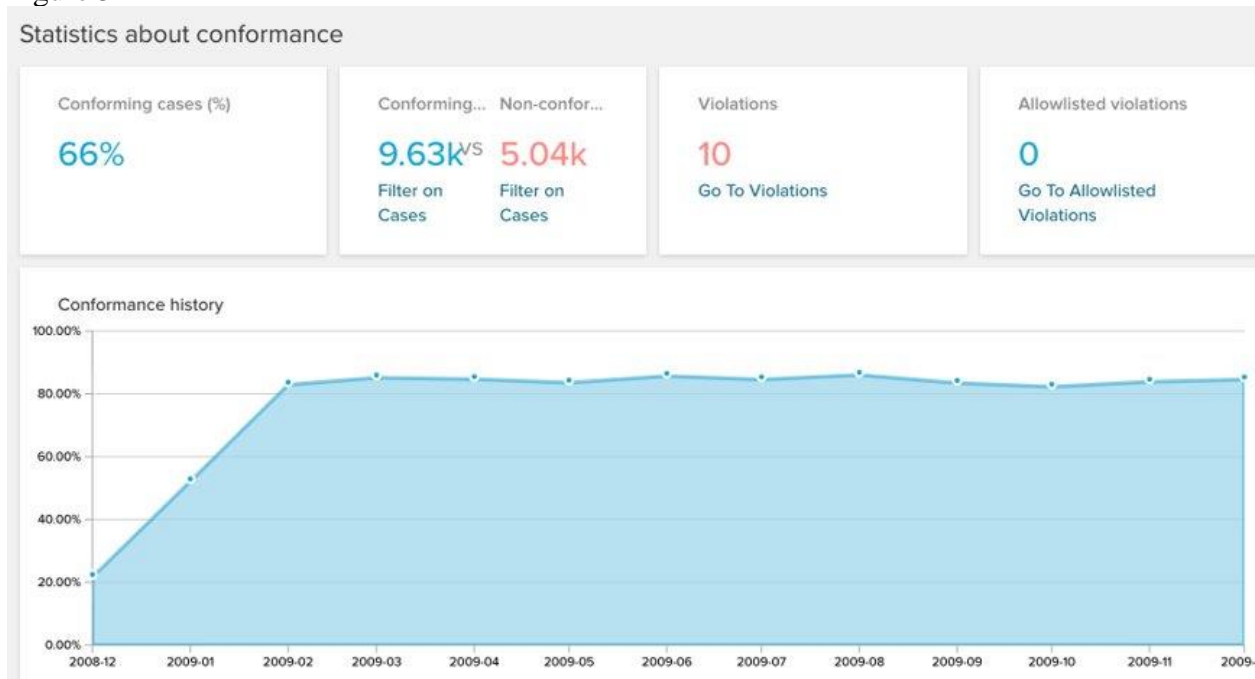 Statistics about conformance
Conforming cases (%)
66%
Conforming... Non-confor...
9.63k VS 5.04k
Filter on Cases
Filter on Cases
Violations
10
Go To Violations
Allowlisted violations
0
Go To Allowlisted
Violations
Conformance history
100.00%
80.00%
60.00%
40.00%
20.00%
0.00%
2008-12 2009-01 2009-02 2009-03 2009-04 2009-05 2009-06 2009-07 2009-08 2009-09 2009-10 2009-11 2009-